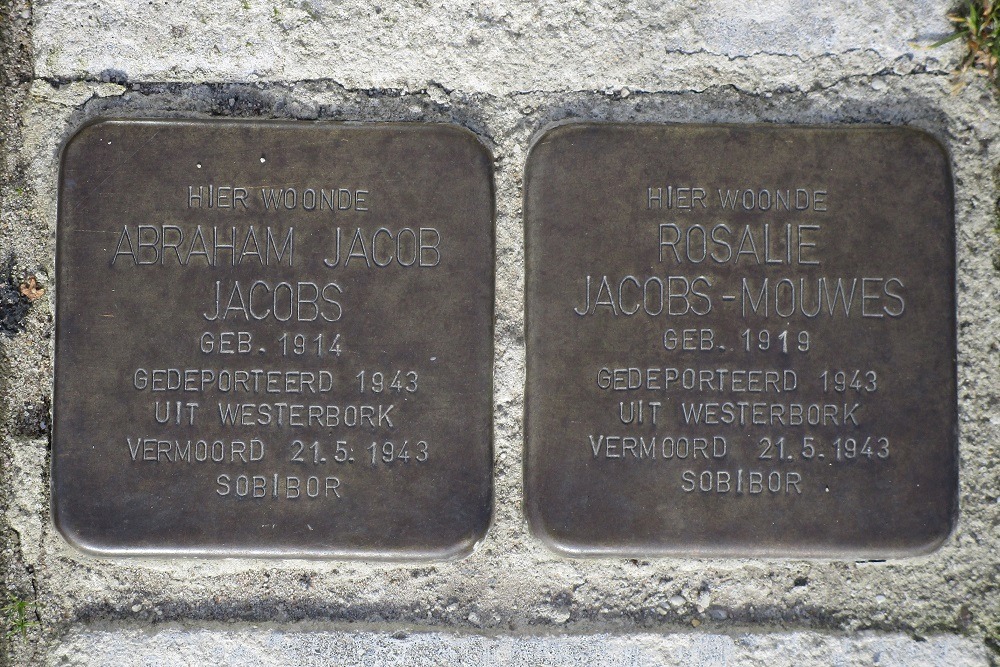 HIER WOONDE
ABRAHAM JACOB
JACOBS
GEB. 1914
GEDEPORTEERD 1943
UIT WESTERBORK
VERMOORD 21.5.1943
SOBIBOR
HIER WOONDE
ROSALIE
JACOBS-MOUWES
GEB. 1919
GEDEPORTEERD 1943
UIT WESTERBORK
VERMOORD 21.5.1943
SOBIBOR